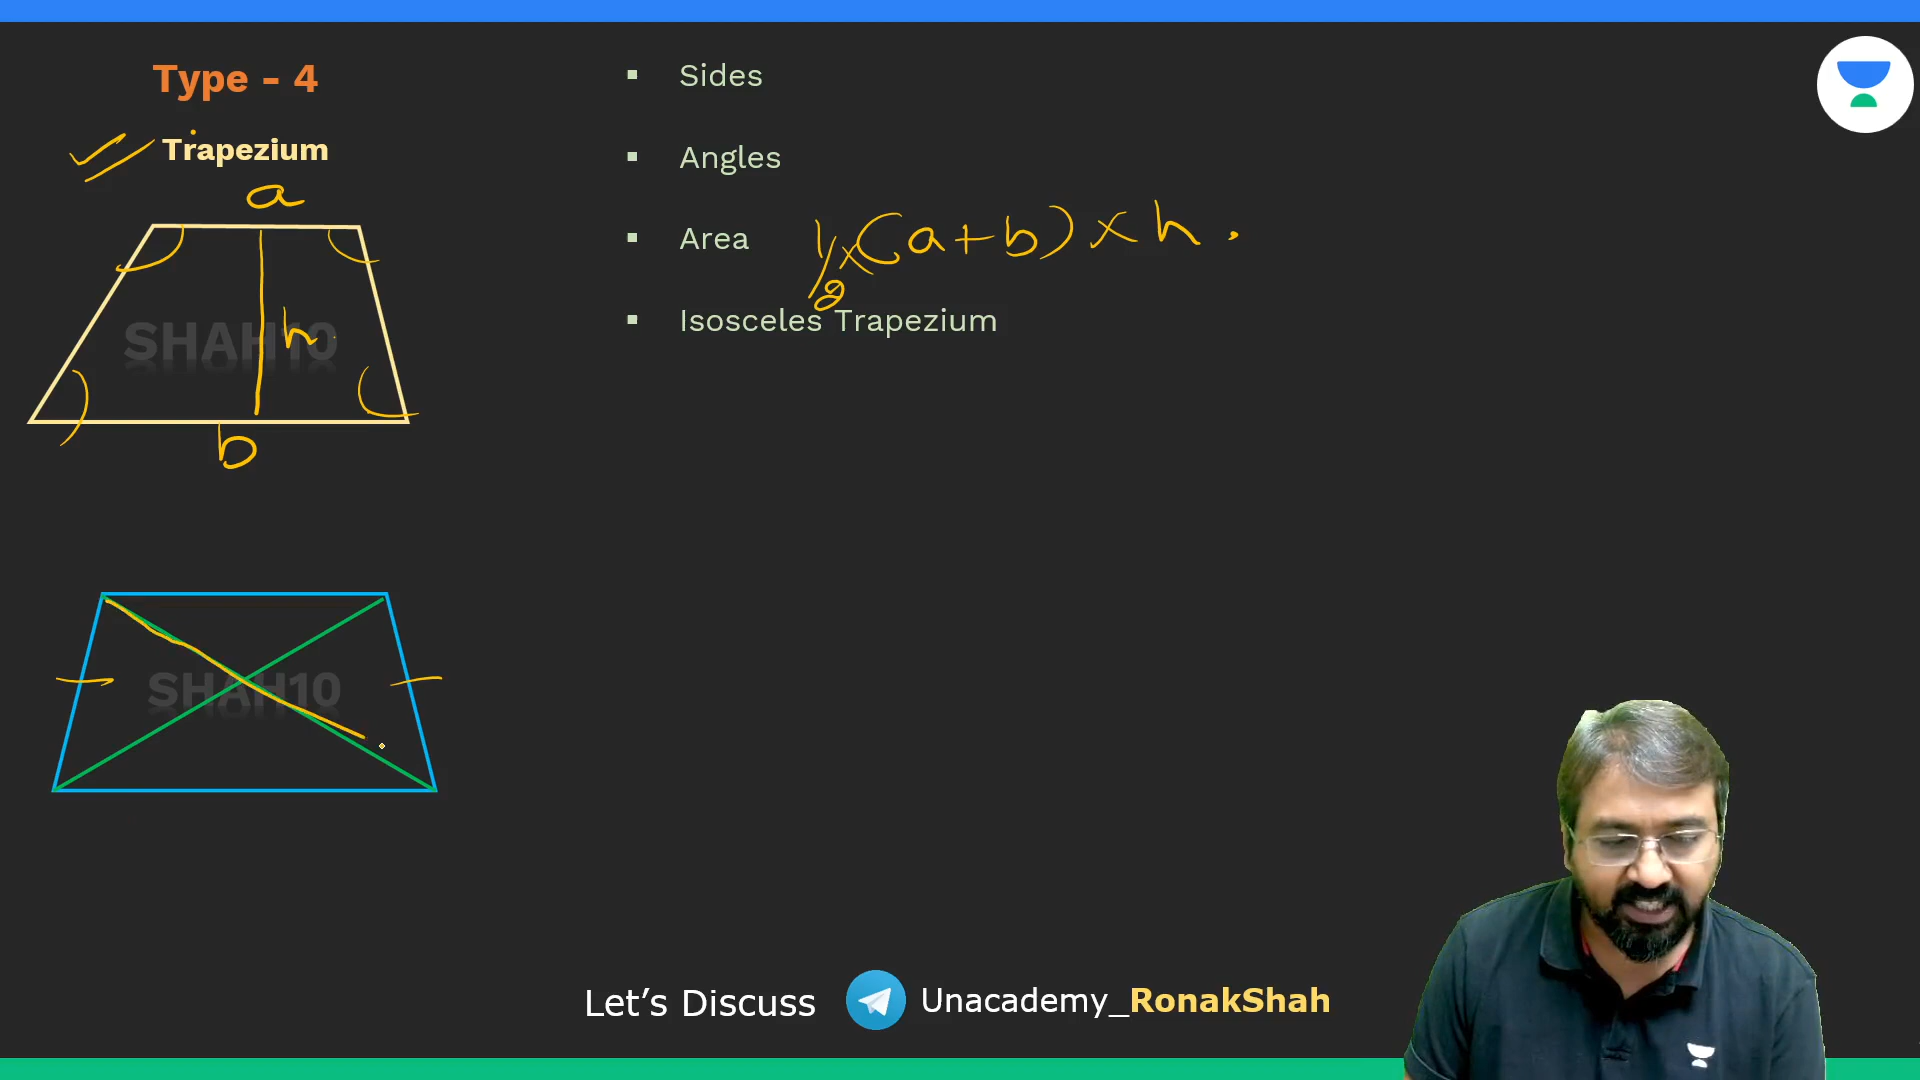 Type - 4
Trapezium
a
h
SHAH10
b
SHAH10
▪ Sides
▪ Angles
▪ Area 1/2 × (a+b) × h .
▪ Isosceles Trapezium
Let’s Discuss Unacademy_RonakShah